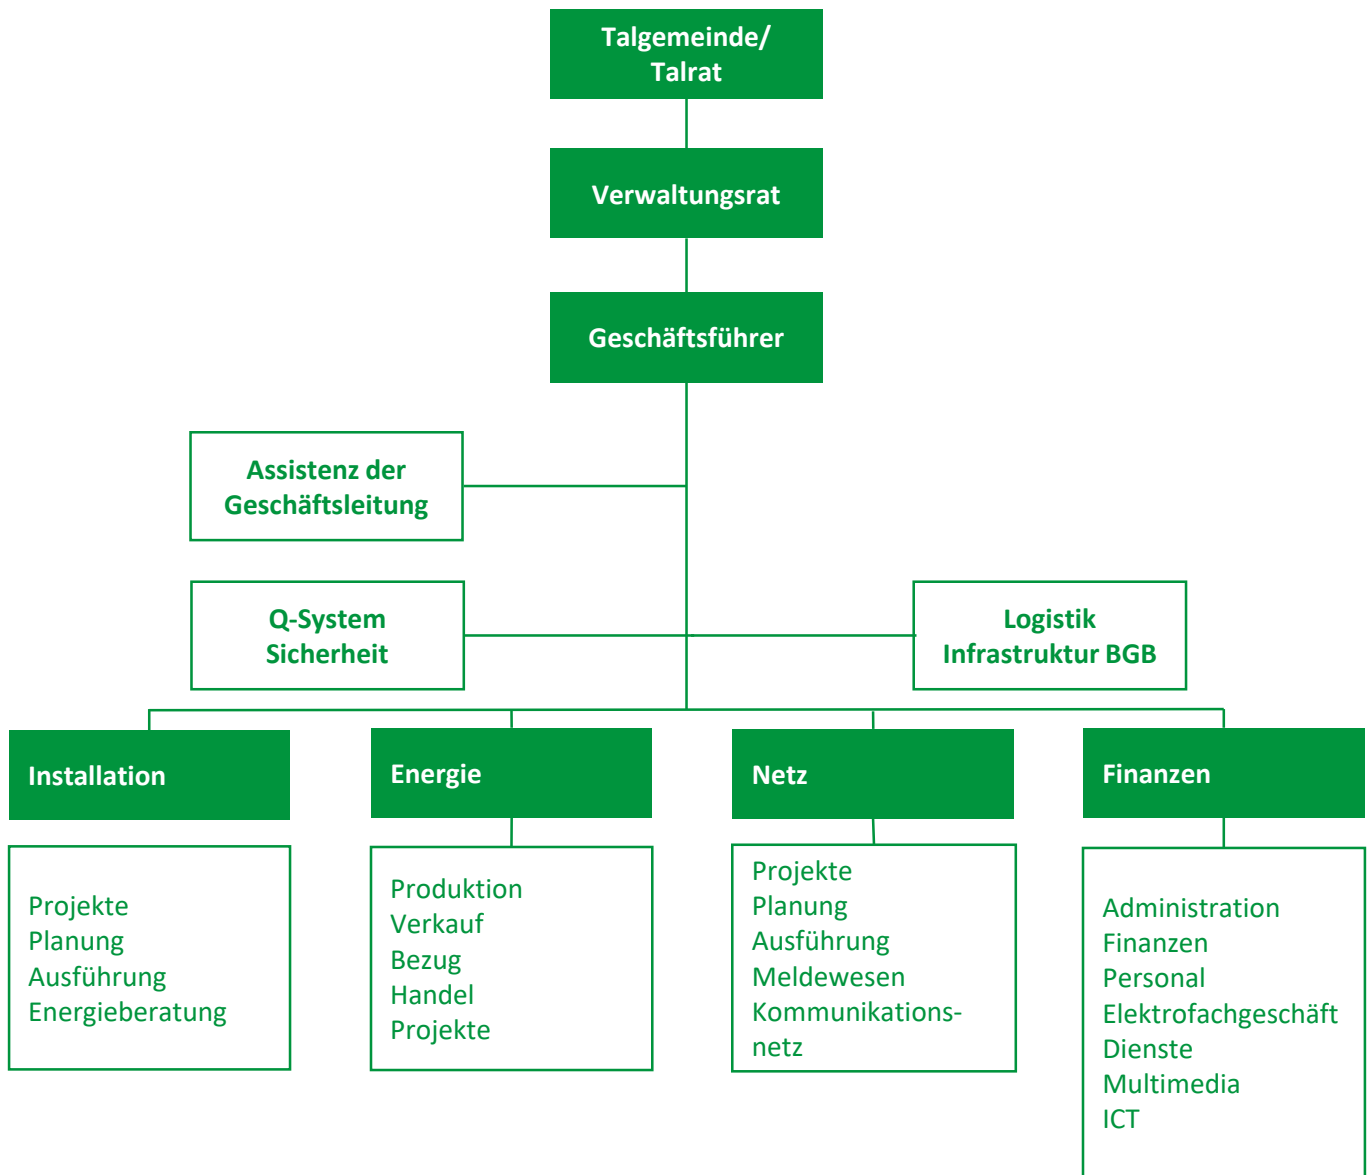 Talgemeinde/
Talrat
Verwaltungsrat
Geschäftsführer
Assistenz der
Geschäftsleitung
Q-System
Sicherheit
Logistik
Infrastruktur BGB
Installation
Projekte
Planung
Ausführung
Energieberatung
Energie
Produktion
Verkauf
Bezug
Handel
Projekte
Netz
Projekte
Planung
Ausführung
Meldewesen
Kommunikations-
netz
Finanzen
Administration
Finanzen
Personal
Elektrofachgeschäft
Dienste
Multimedia
ICT